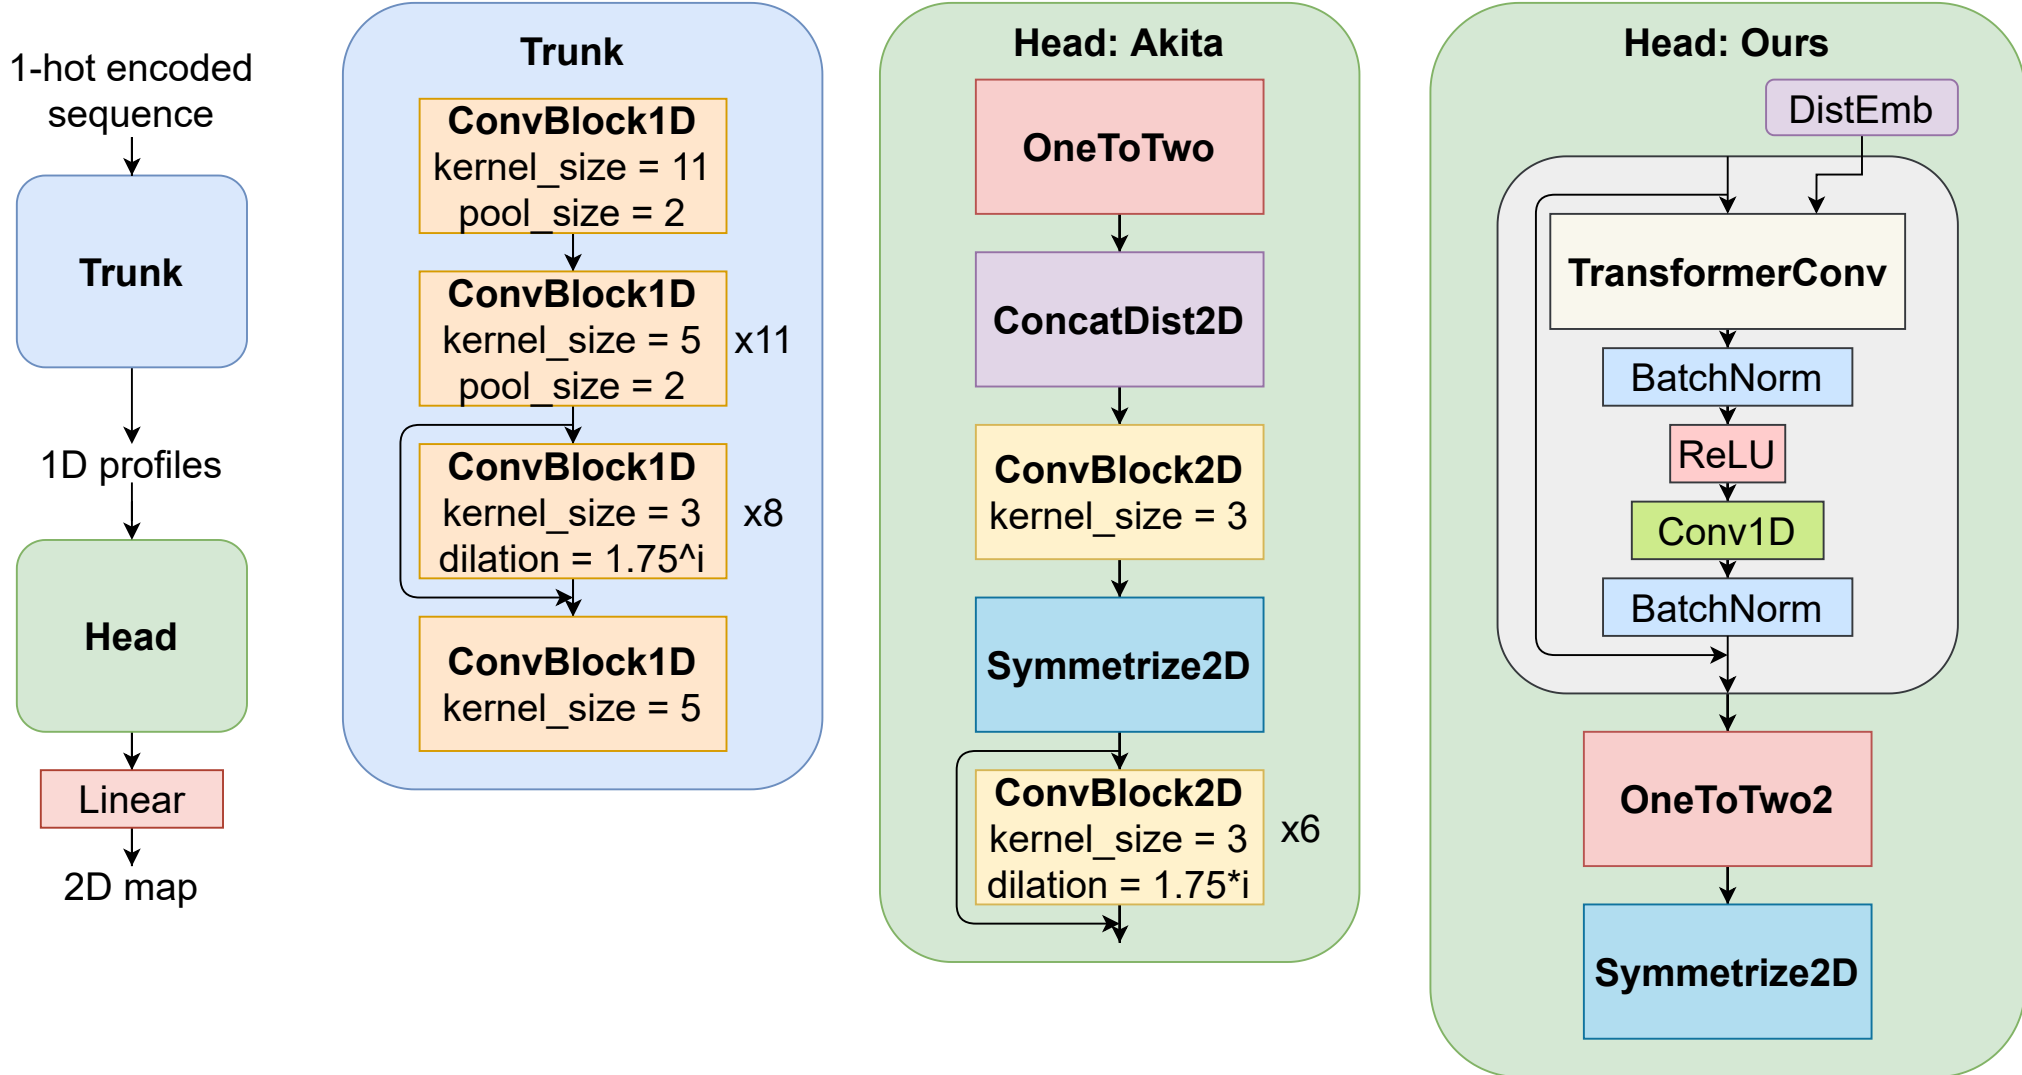 1-hot encoded
sequence
Trunk
1D profiles
Head
Linear
2D map
Trunk
ConvBlock1D
kernel_size = 11
pool_size = 2
ConvBlock1D
kernel_size = 5
pool_size = 2
x11
ConvBlock1D
kernel_size = 3
dilation = 1.75^i
x8
ConvBlock1D
kernel_size = 5
Head: Akita
OneToTwo
ConcatDist2D
ConvBlock2D
kernel_size = 3
Symmetrize2D
ConvBlock2D
kernel_size = 3
dilation = 1.75*i
x6
Head: Ours
DistEmb
TransformerConv
BatchNorm
ReLU
Conv1D
BatchNorm
OneToTwo2
Symmetrize2D